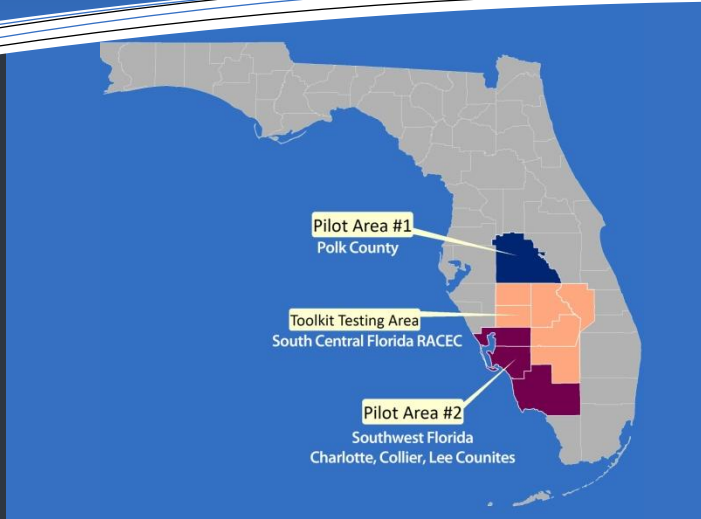 Pilot Area #1
Polk County
Toolkit Testing Area
South Central Florida RACEC
Pilot Area #2
Southwest Florida
Charlotte, Collier, Lee Counites